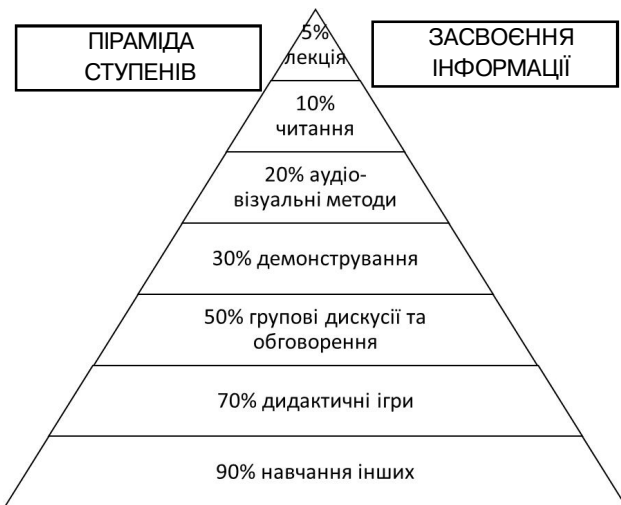 ПІРАМІДА
СТУПЕНІВ
ЗАСВОЄННЯ
ІНФОРМАЦІЇ
5%
лекція
10%
читання
20% аудіо-
візуальні методи
30% демонстрування
50% групові дискусії та
обговорення
70% дидактичні ігри
90% навчання інших